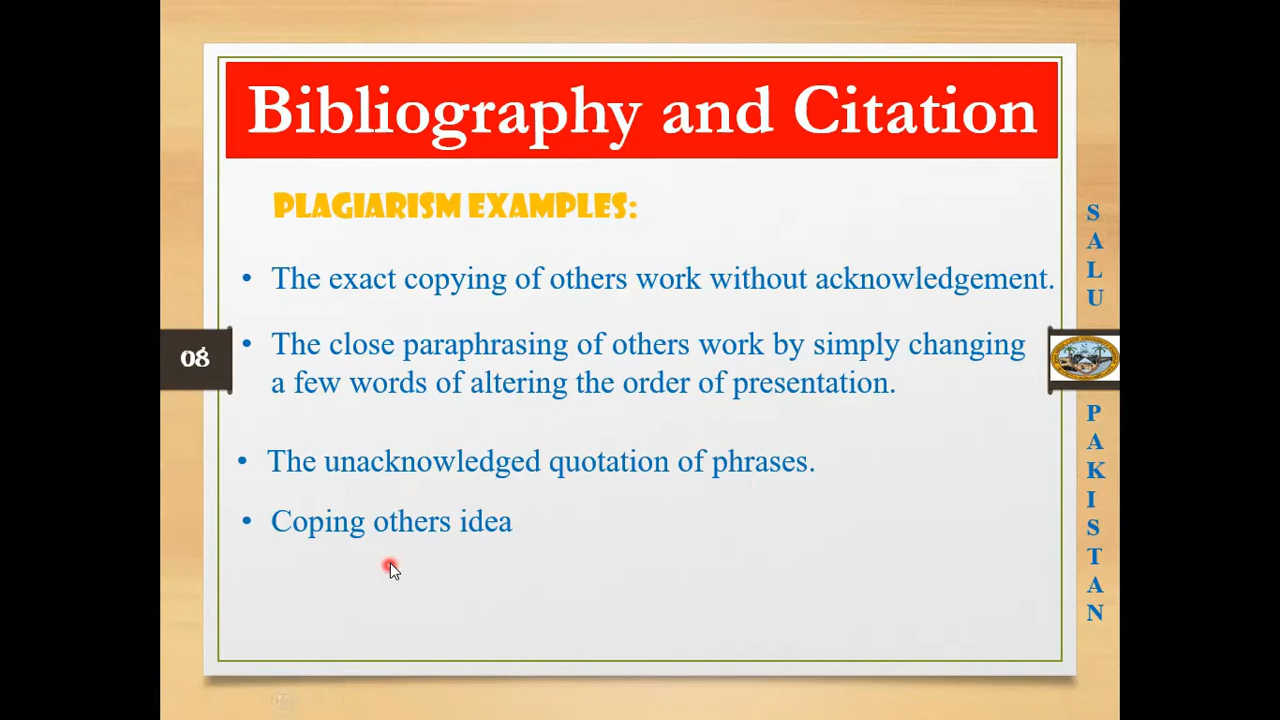 Bibliography and Citation
PLAGIARISM EXAMPLES:
• The exact copying of others work without acknowledgement.
• The close paraphrasing of others work by simply changing
a few words of altering the order of presentation.
• The unacknowledged quotation of phrases.
• Coping others idea
08
S
A
L
U
P
A
K
I
S
T
A
N